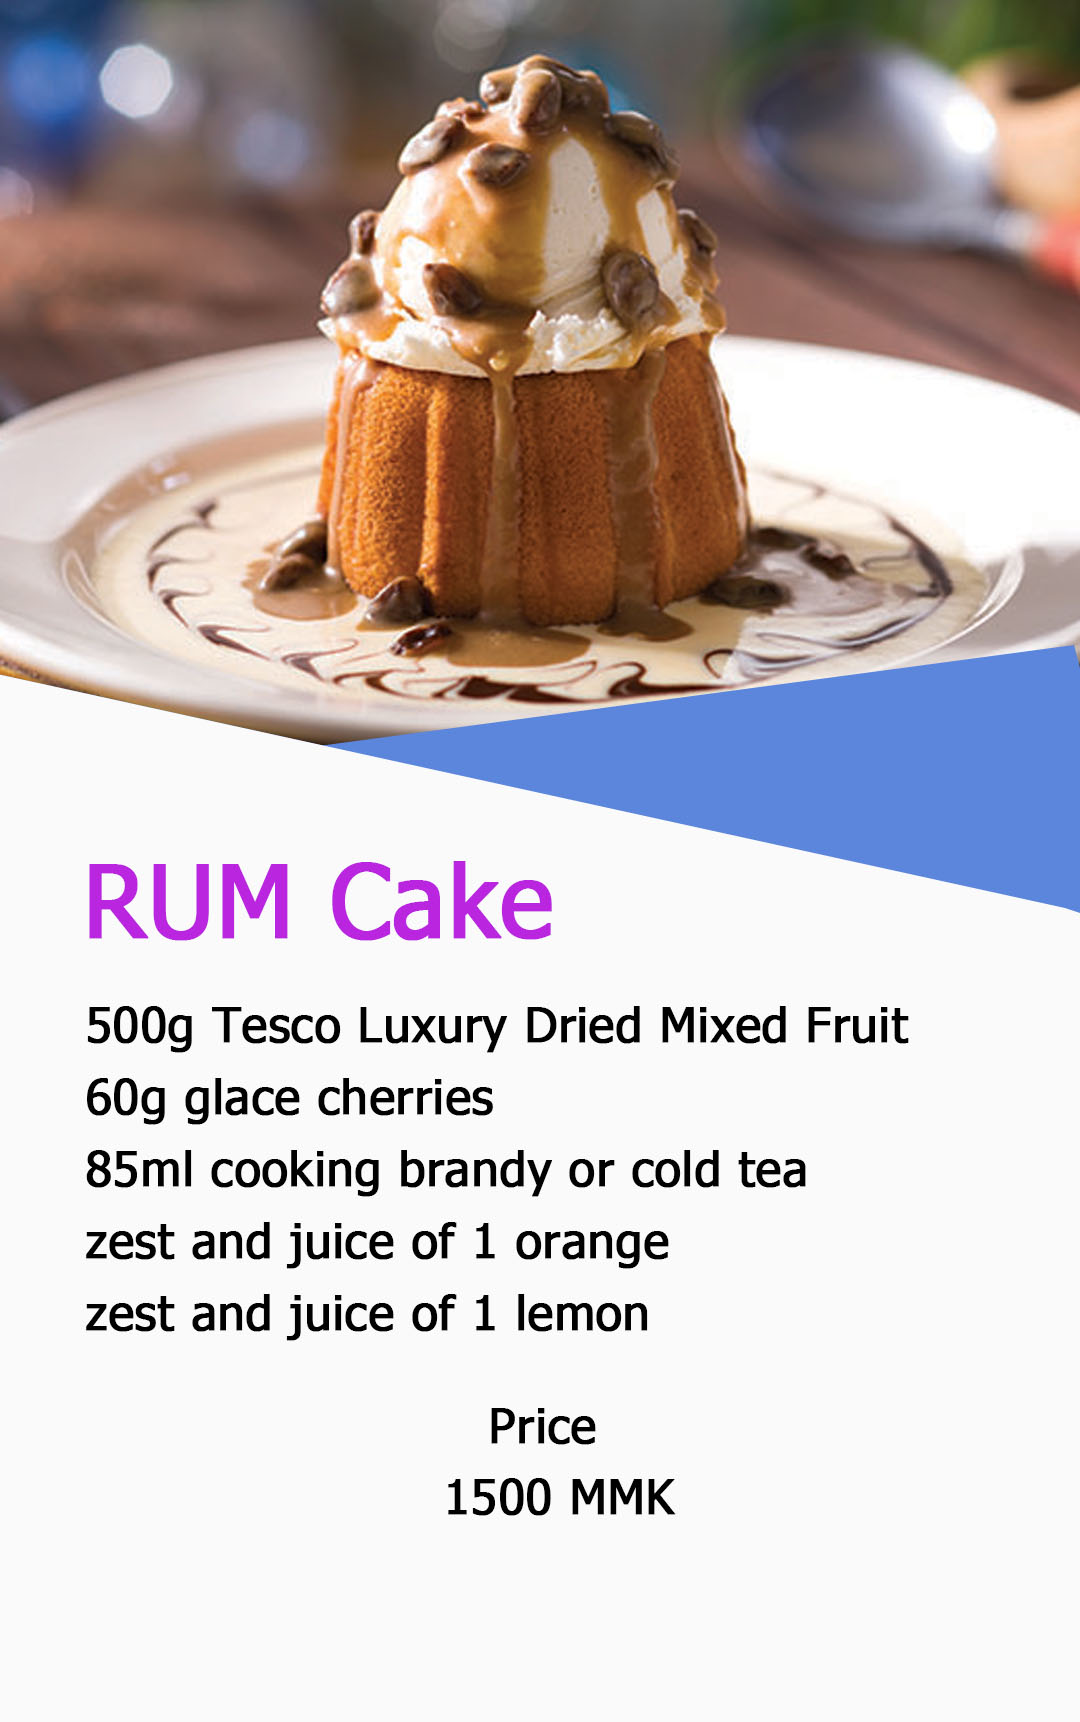 RUM Cake
500g Tesco Luxury Dried Mixed Fruit
60g glace cherries
85ml cooking brandy or cold tea
zest and juice of 1 orange
zest and juice of 1 lemon
Price
1500 MMK